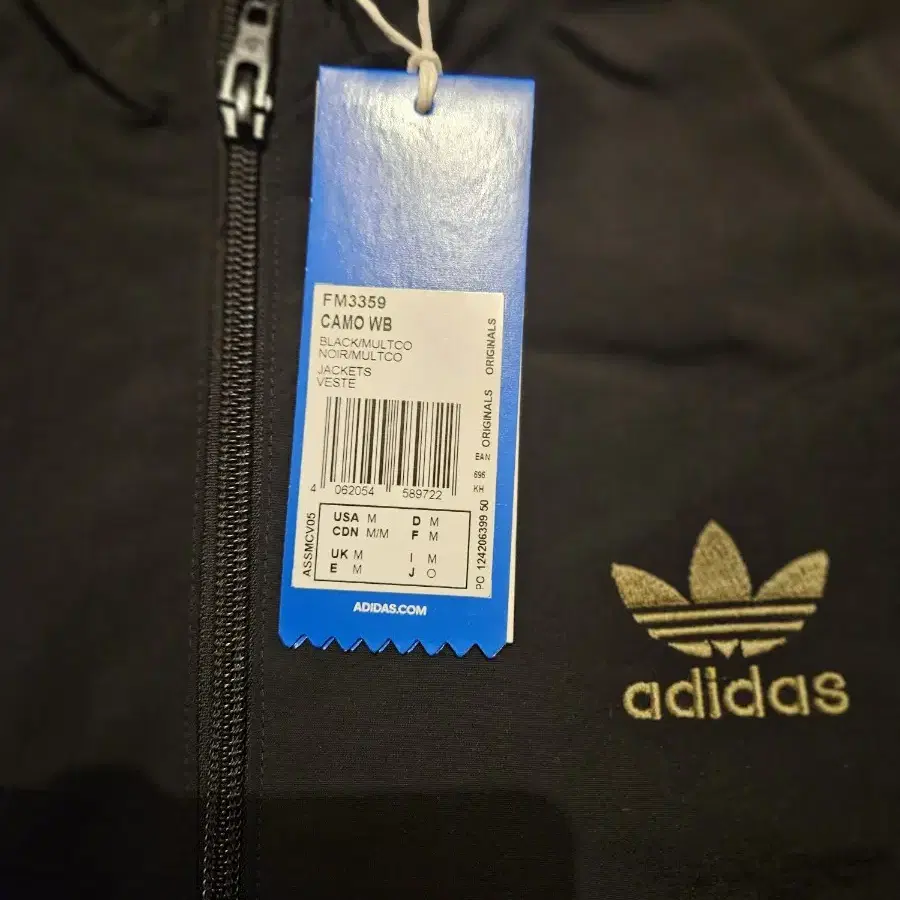 FM3359
CAMO WB
BLACK/MULTCO
NOIR/MULTCO
JACKETS
VESTE
ORIGINALS ORIGINALS
EAN
696
KH
4 062054 589722
ASSMCV05
USA M D M
CDN M/M F M
UK M I M
E M J O
PC 124206399 50
ADIDAS.COM
adidas